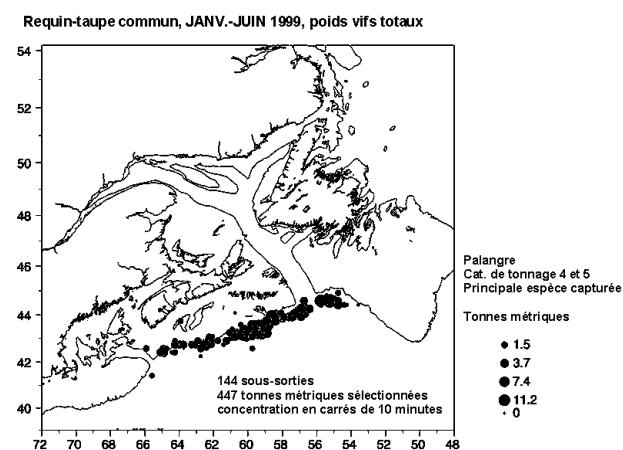 Requin-taupe commun, JANV.-JUIN 1999, poids vifs totaux
54
52
50
48
46
44
42
40
72 70 68 66 64 62 60 58 56 54 52 50 48
144 sous-sorties
447 tonnes métriques sélectionnées
concentration en carrés de 10 minutes
Palangre
Cat. de tonnage 4 et 5
Principale espèce capturée
Tonnes métriques
1.5
3.7
7.4
11.2
0